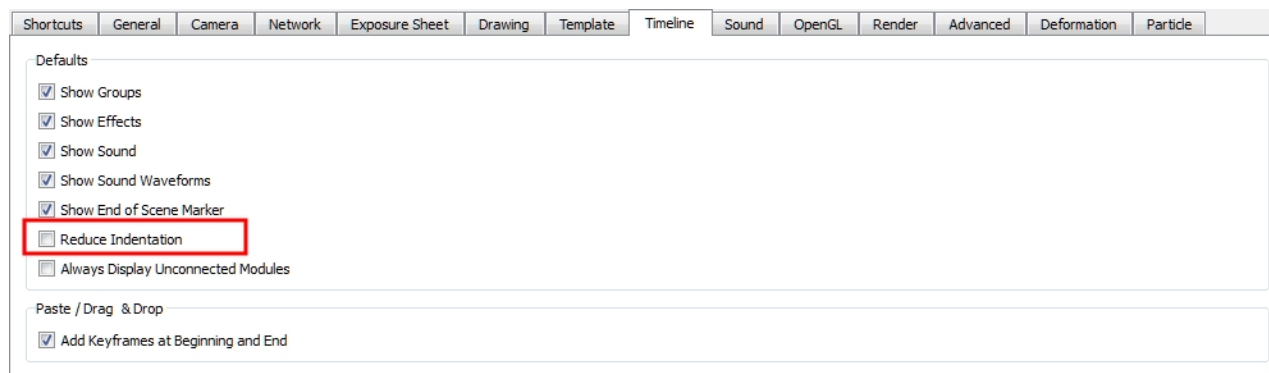 Shortcuts General Camera Network Exposure Sheet Drawing Template Timeline Sound OpenGL Render Advanced Deformation Particle
Defaults
Show Groups
Show Effects
Show Sound
Show Sound Waveforms
Show End of Scene Marker
Reduce Indentation
Always Display Unconnected Modules
Paste / Drag & Drop
Add Keyframes at Beginning and End